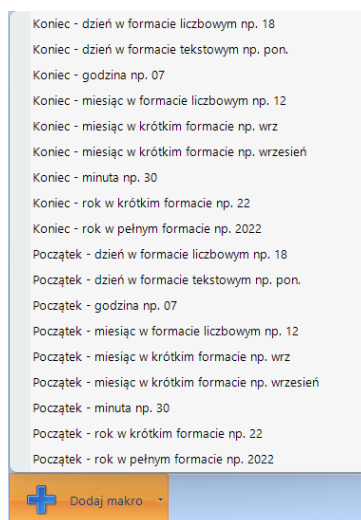 Koniec - dzień w formacie liczbowym np. 18
Koniec - dzień w formacie tekstowym np. pon.
Koniec - godzina np. 07
Koniec - miesiąc w formacie liczbowym np. 12
Koniec - miesiąc w krótkim formacie np. wrz
Koniec - miesiąc w krótkim formacie np. wrzesień
Koniec - minuta np. 30
Koniec - rok w krótkim formacie np. 22
Koniec - rok w pełnym formacie np. 2022
Początek - dzień w formacie liczbowym np. 18
Początek - dzień w formacie tekstowym np. pon.
Początek - godzina np. 07
Początek - miesiąc w formacie liczbowym np. 12
Początek - miesiąc w krótkim formacie np. wrz
Początek - miesiąc w krótkim formacie np. wrzesień
Początek - minuta np. 30
Początek - rok w krótkim formacie np. 22
Początek - rok w pełnym formacie np. 2022
Dodaj makro